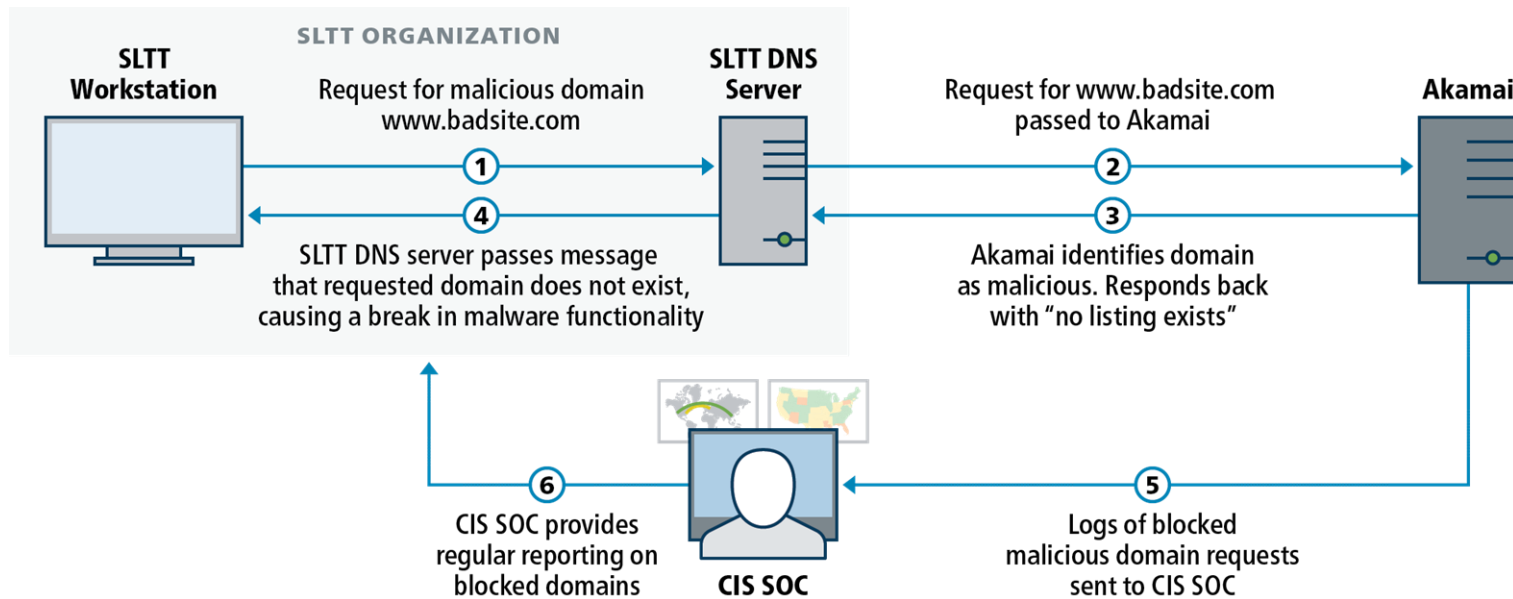 SLTT ORGANIZATION
SLTT
Workstation
Request for malicious domain
www.badsite.com
SLTT DNS
Server
Request for www.badsite.com
passed to Akamai
Akamai
1
2
4
3
SLTT DNS server passes message
that requested domain does not exist,
causing a break in malware functionality
Akamai identifies domain
as malicious. Responds back
with “no listing exists”
6
5
CIS SOC provides
regular reporting on
blocked domains
CIS SOC
Logs of blocked
malicious domain requests
sent to CIS SOC